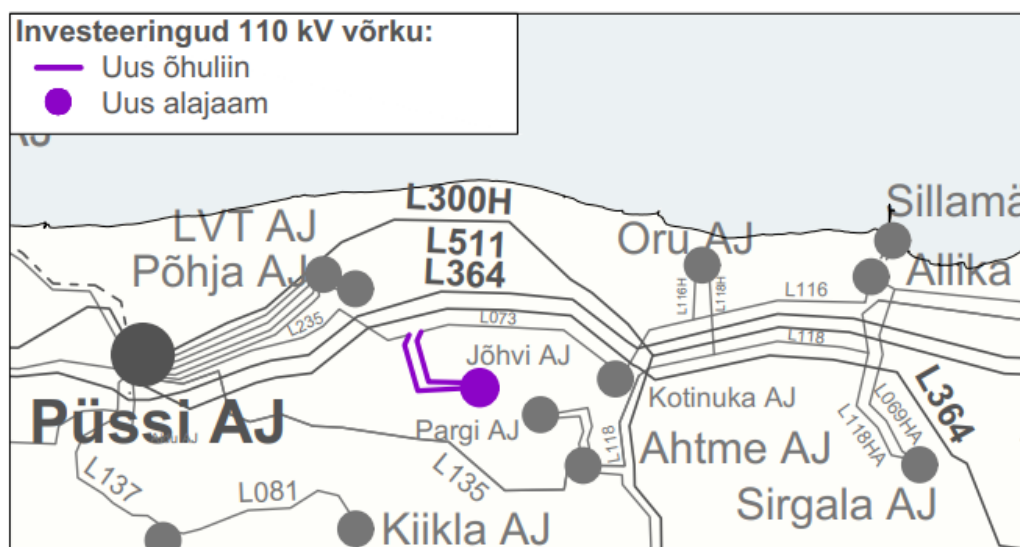 Investeeringud 110 kV võrku:
Uus õhuliin
Uus alajaam
L300H
LVT AJ
L511
Põhja AJ
L364
Oru AJ
Sillamä
Allika
L116H
L118H
L116
L235
L073
L118
Jõhvi AJ
Kotinuka AJ
L364
L069HA
L118HA
Püssi AJ
Pargi AJ
L118
Ahtme AJ
L135
L137
L081
Sirgala AJ
Kiikla AJ